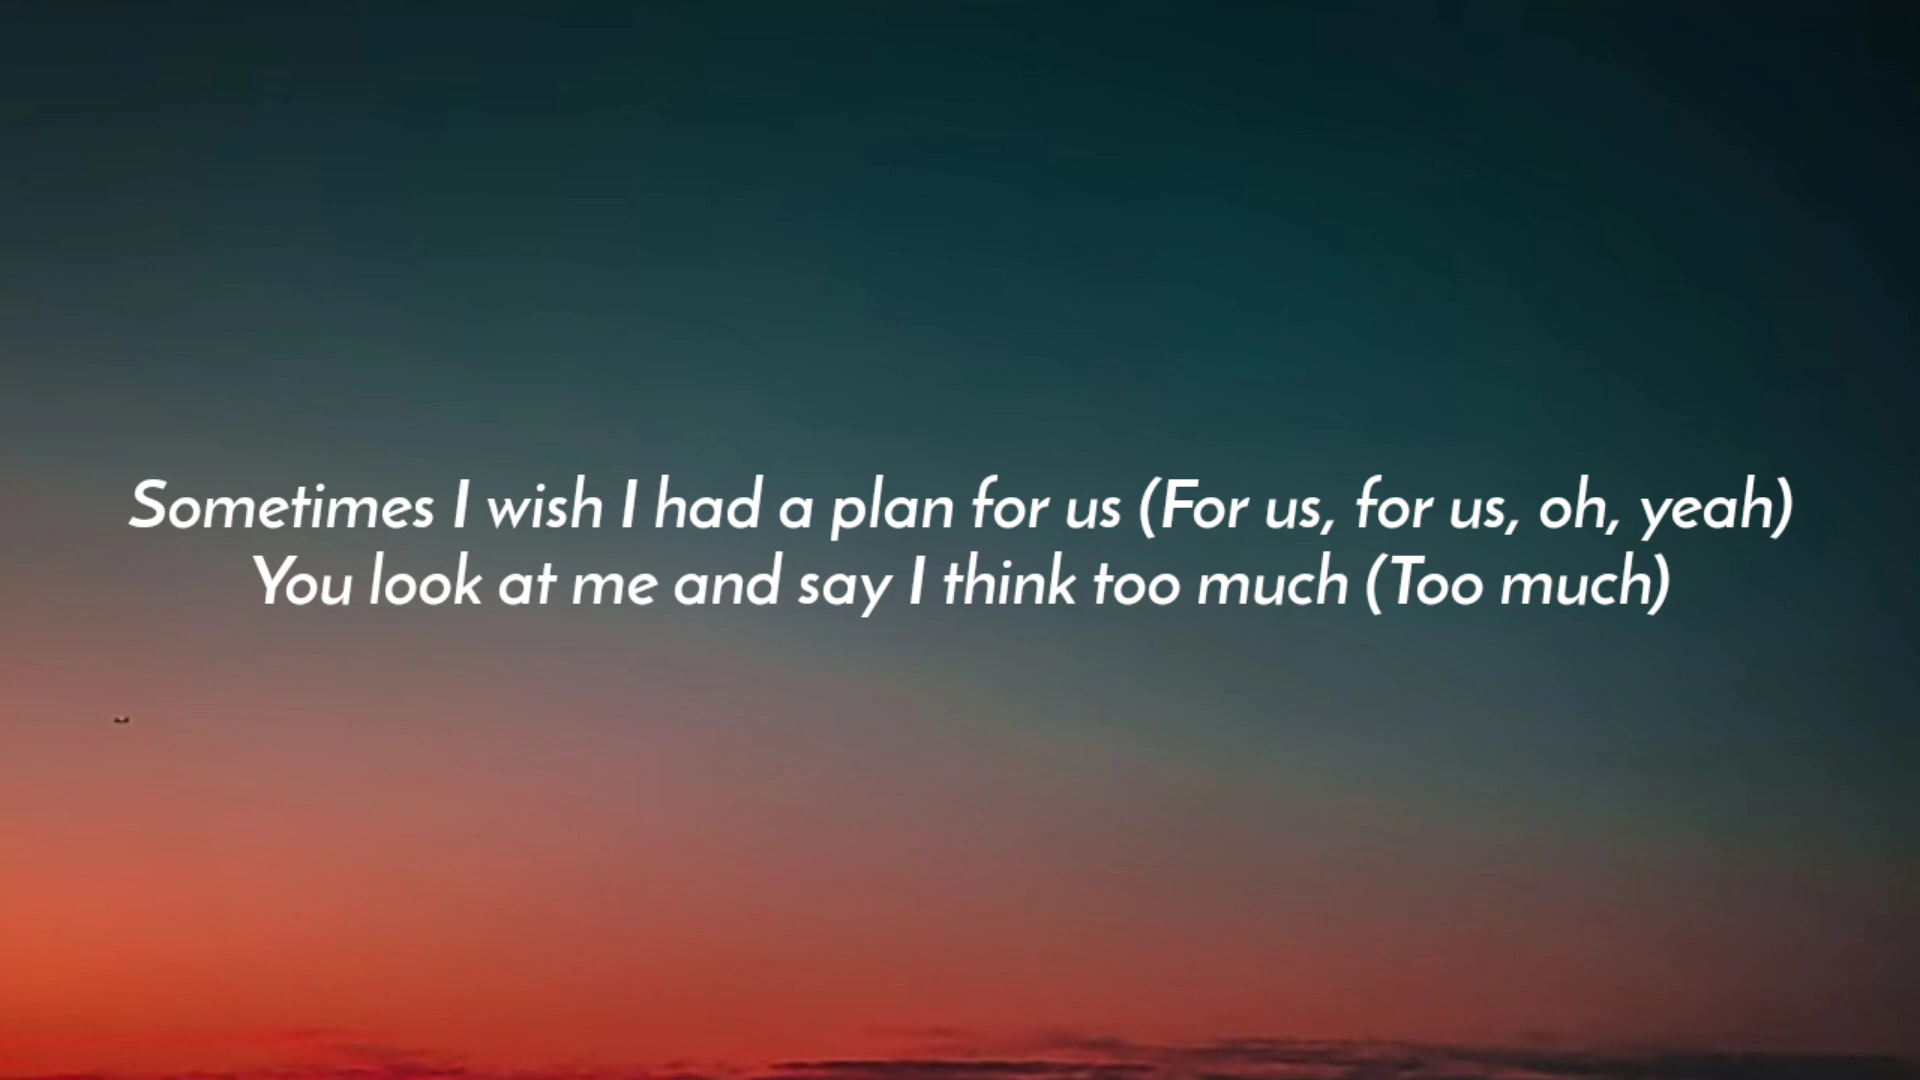 Sometimes I wish I had a plan for us (For us, for us, oh, yeah)
You look at me and say I think too much (Too much)